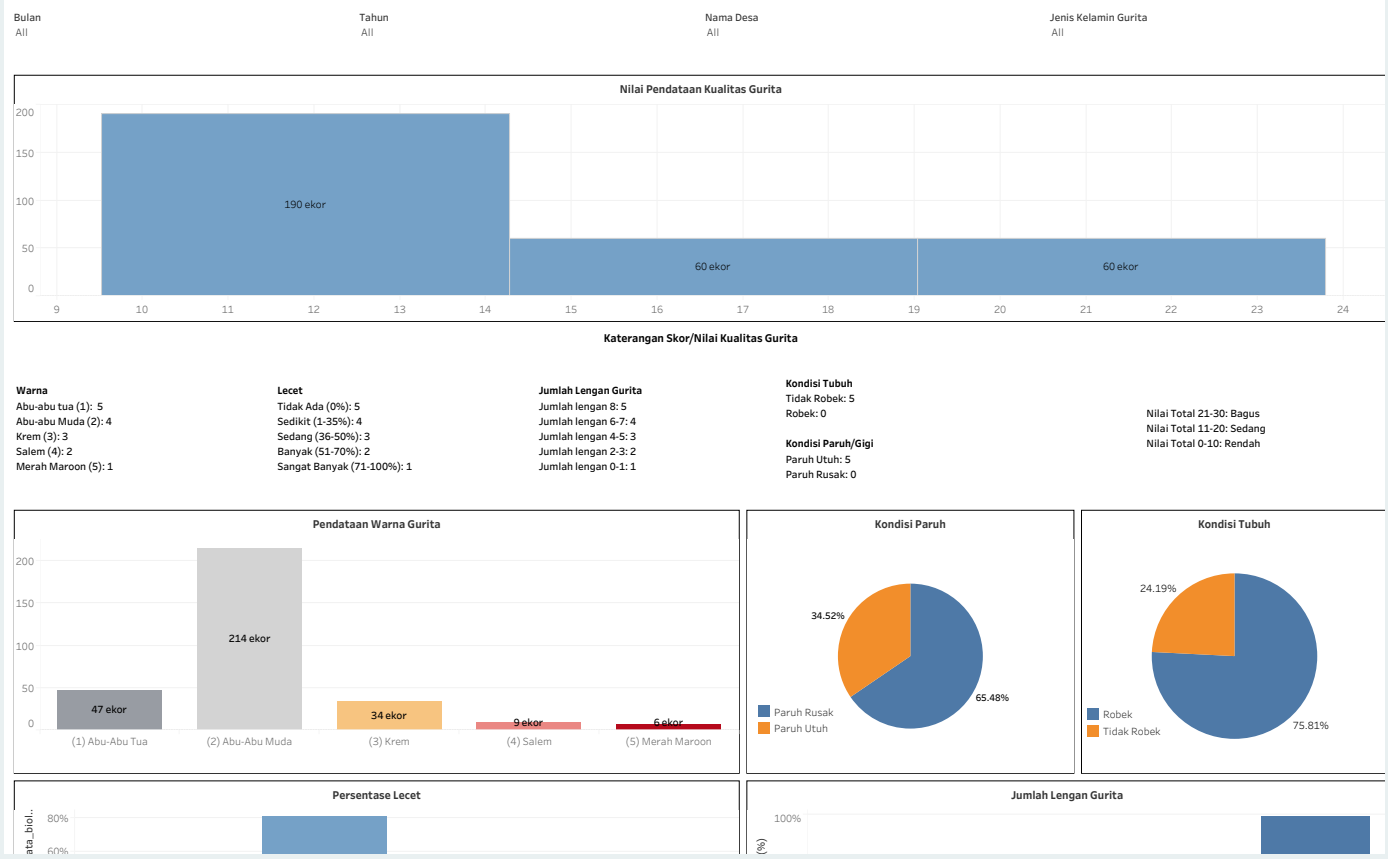 Bulan
All
Tahun
All
Nama Desa
All
Jenis Kelamin Gurita
All
Nilai Pendataan Kualitas Gurita
200
150
100
50
0
190 ekor
60 ekor
60 ekor
9 10 11 12 13 14 15 16 17 18 19 20 21 22 23 24
Katerangan Skor/Nilai Kualitas Gurita
Warna
Abu-abu tua (1): 5
Abu-abu Muda (2): 4
Krem (3): 3
Salem (4): 2
Merah Maroon (5): 1
Lecet
Tidak Ada (0%): 5
Sedikit (1-35%): 4
Sedang (36-50%): 3
Banyak (51-70%): 2
Sangat Banyak (71-100%): 1
Jumlah Lengan Gurita
Jumlah lengan 8: 5
Jumlah lengan 6-7: 4
Jumlah lengan 4-5: 3
Jumlah lengan 2-3: 2
Jumlah lengan 0-1: 1
Kondisi Tubuh
Tidak Robek: 5
Robek: 0
Kondisi Paruh/Gigi
Paruh Utuh: 5
Paruh Rusak: 0
Nilai Total 21-30: Bagus
Nilai Total 11-20: Sedang
Nilai Total 0-10: Rendah
Pendataan Warna Gurita
200
150
100
50
0
47 ekor
214 ekor
34 ekor
9 ekor
6 ekor
(1) Abu-Abu Tua
(2) Abu-Abu Muda
(3) Krem
(4) Salem
(5) Merah Maroon
Kondisi Paruh
34.52%
65.48%
Paruh Rusak
Paruh Utuh
Kondisi Tubuh
24.19%
75.81%
Robek
Tidak Robek
Persentase Lecet
ata_biol..
80%
60%
Jumlah Lengan Gurita
(%)
100%